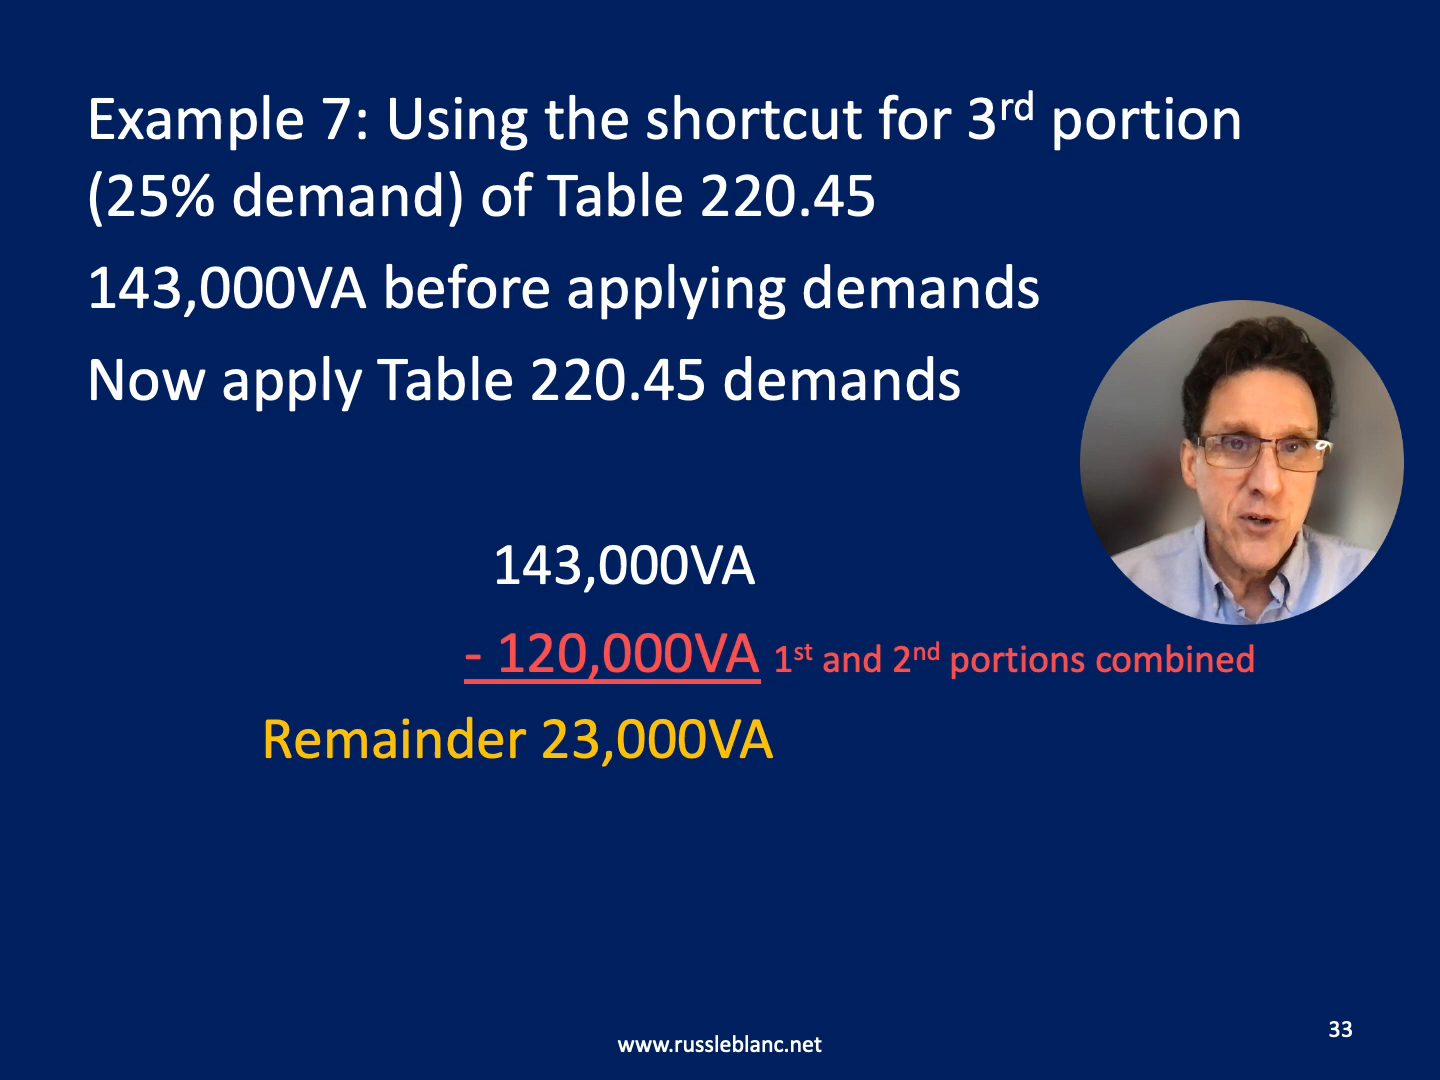 Example 7: Using the shortcut for 3rd portion
(25% demand) of Table 220.45
143,000VA before applying demands
Now apply Table 220.45 demands
143,000VA
- 120,000VA 1st and 2nd portions combined
Remainder 23,000VA
www.russleblanc.net
33